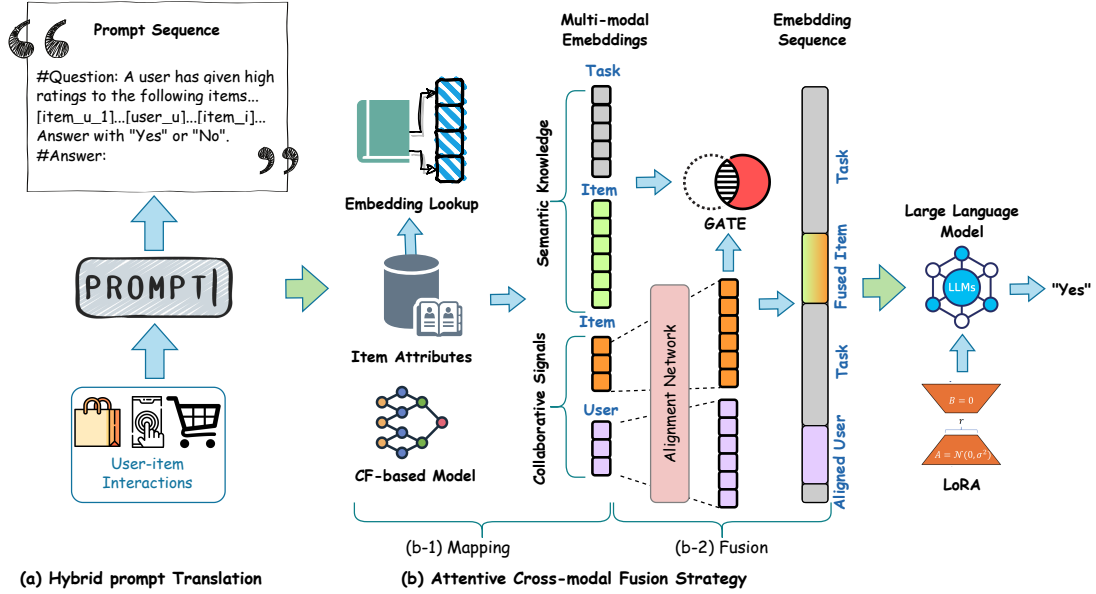 Prompt Sequence
#Question: A user has given high
ratings to the following items...
[item_u_1]...[user_u]...[item_i]...
Answer with "Yes" or "No".
#Answer:
PROMPT
User-item
Interactions
(a) Hybrid prompt Translation
Embedding Lookup
Item Attributes
CF-based Model
Multi-modal
Emebddings
Task
Item
Item
User
Semantic Knowledge
Collaborative Signals
Alignment Network
GATE
(b-1) Mapping
(b-2) Fusion
(b) Attentive Cross-modal Fusion Strategy
Emebdding
Sequence
Task
Fused Item
Task
Aligned User
Large Language
Model
LLMs
"Yes"
B = 0
r
A = 𝒩(0, σ²)
LoRA